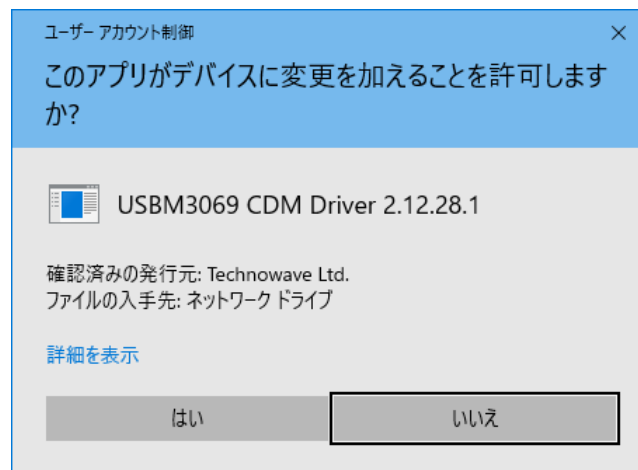 ユーザー アカウント制御
このアプリがデバイスに変更を加えることを許可します
か?
USBM3069 CDM Driver 2.12.28.1
確認済みの発行元: Technowave Ltd.
ファイルの入手先: ネットワーク ドライブ
詳細を表示
はい
いいえ